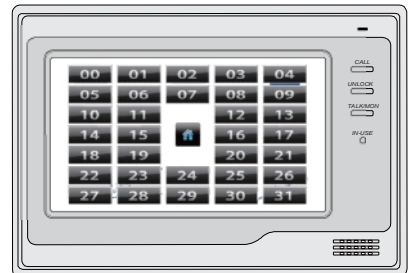 00 01 02 03 04
CALL
05 06 07 08 09
UNLOCK
10 11 12 13
TALK/MON
14 15 16 17
IN-USE
18 19 20 21
22 23 24 25 26
27 28 29 30 31